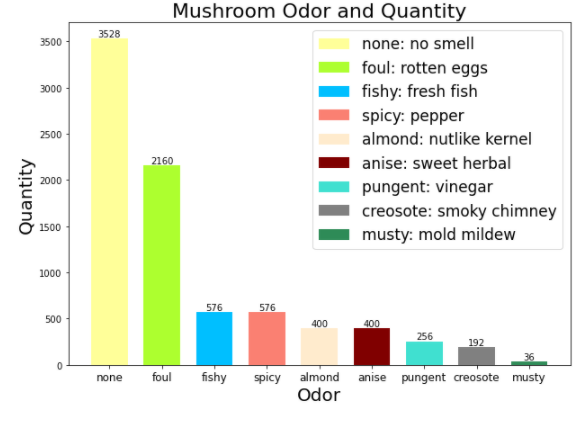 Mushroom Odor and Quantity
3500
3000
2500
2000
1500
1000
500
0
Quantity
3528
2160
576
576
400
400
256
192
36
none: no smell
foul: rotten eggs
fishy: fresh fish
spicy: pepper
almond: nutlike kernel
anise: sweet herbal
pungent: vinegar
creosote: smoky chimney
musty: mold mildew
none foul fishy spicy almond anise pungent creosote musty
Odor